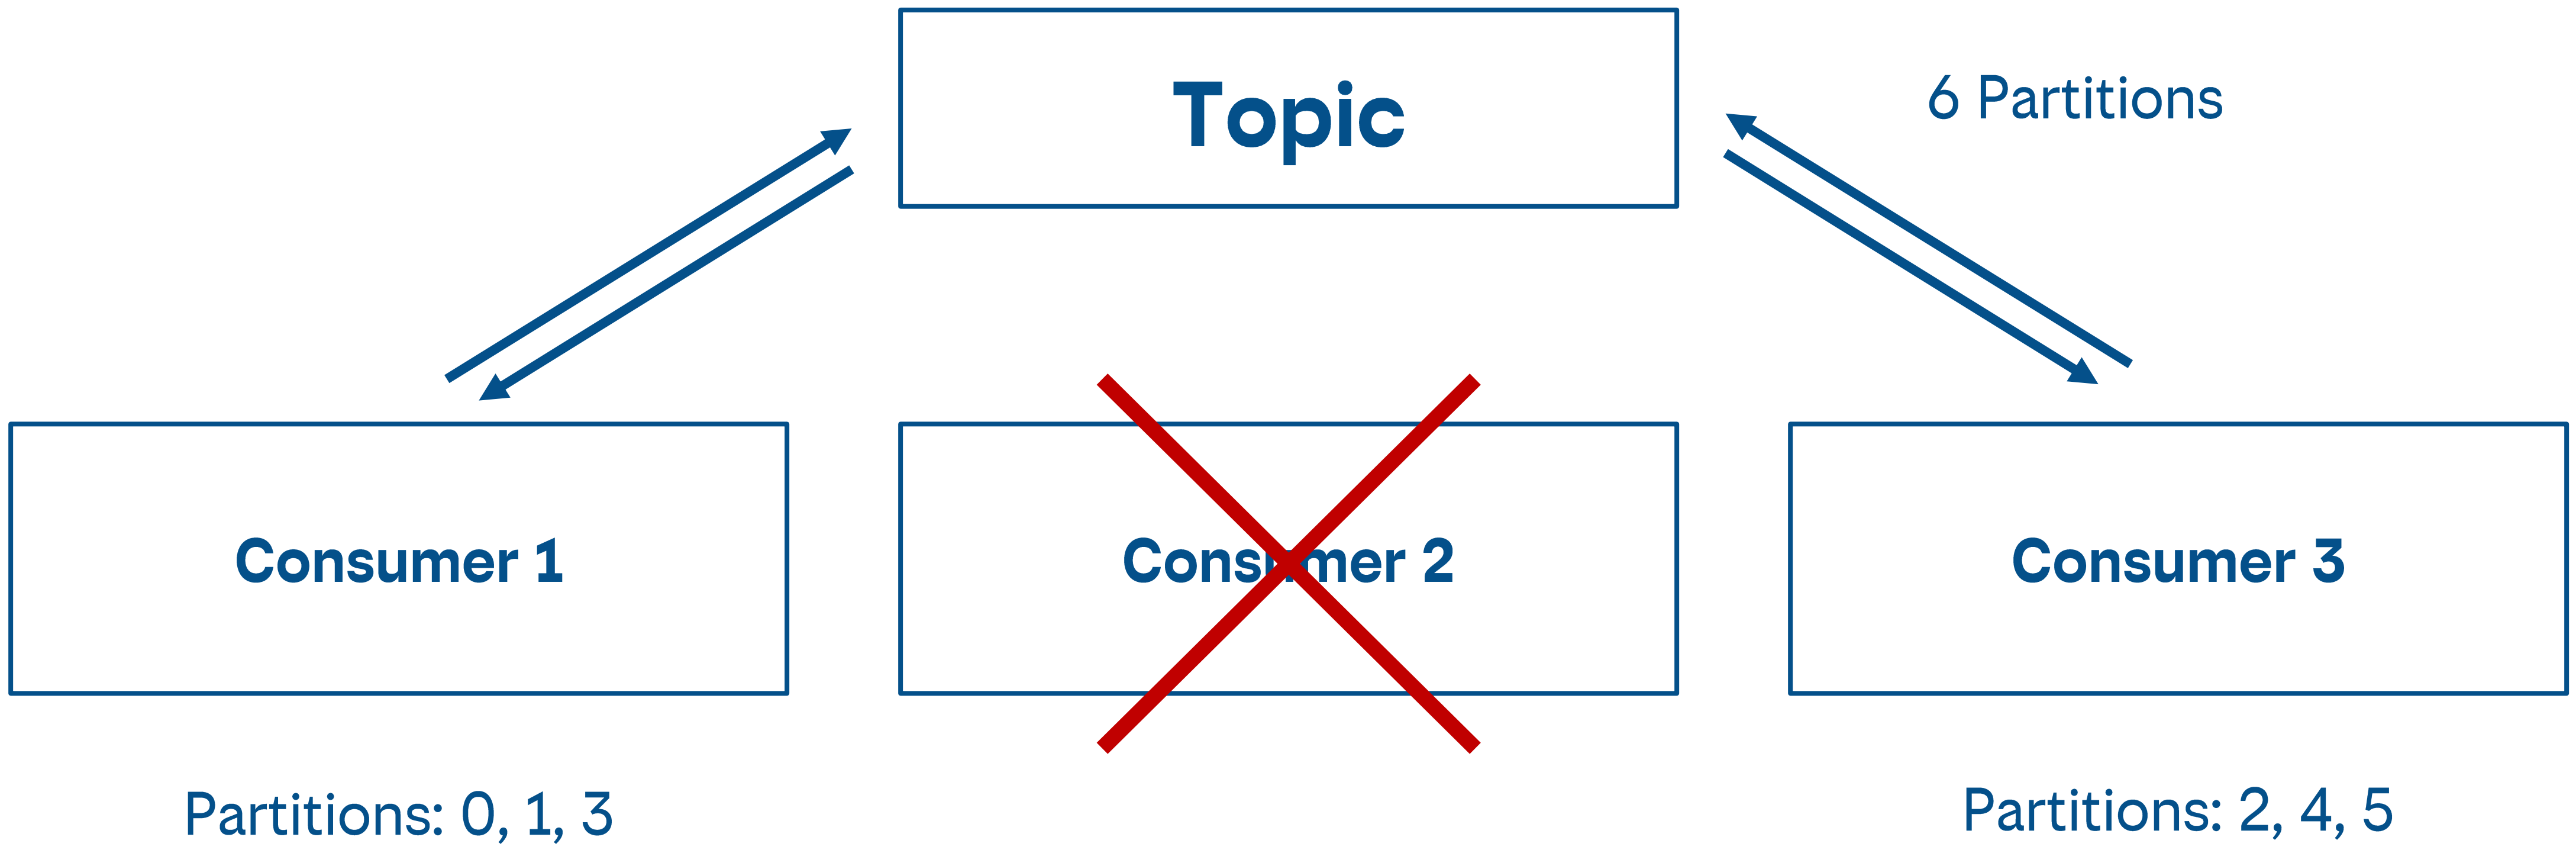 Topic
6 Partitions
Consumer 1
Consumer 2
Consumer 3
Partitions: 0, 1, 3
Partitions: 2, 4, 5